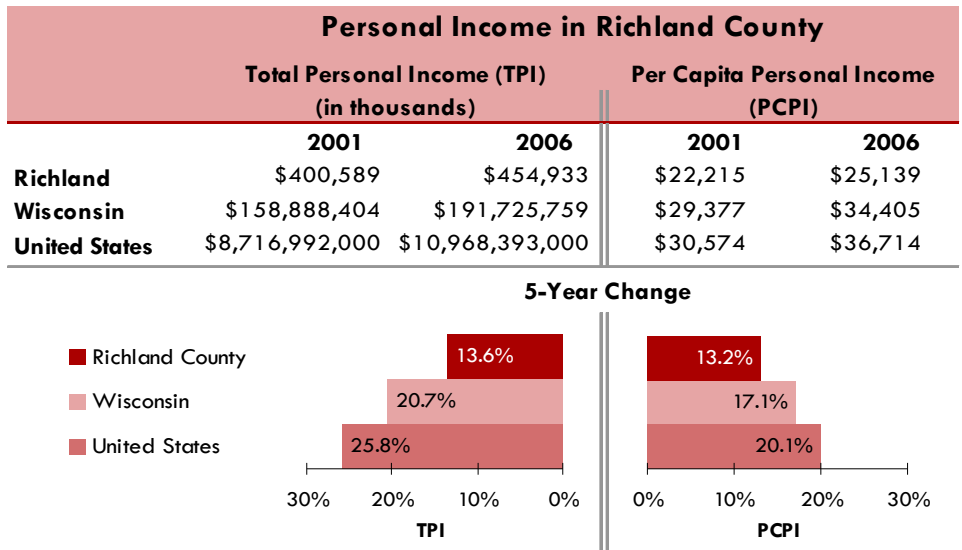 Personal Income in Richland County
Total Personal Income (TPI) Per Capita Personal Income
(in thousands) (PCPI)
2001 2006 2001 2006
Richland $400,589 $454,933 $22,215 $25,139
Wisconsin $158,888,404 $191,725,759 $29,377 $34,405
United States $8,716,992,000 $10,968,393,000 $30,574 $36,714
5-Year Change
Richland County 13.6% 13.2%
Wisconsin 20.7% 17.1%
United States 25.8% 20.1%
30% 20% 10% 0% 0% 10% 20% 30%
TPI PCPI